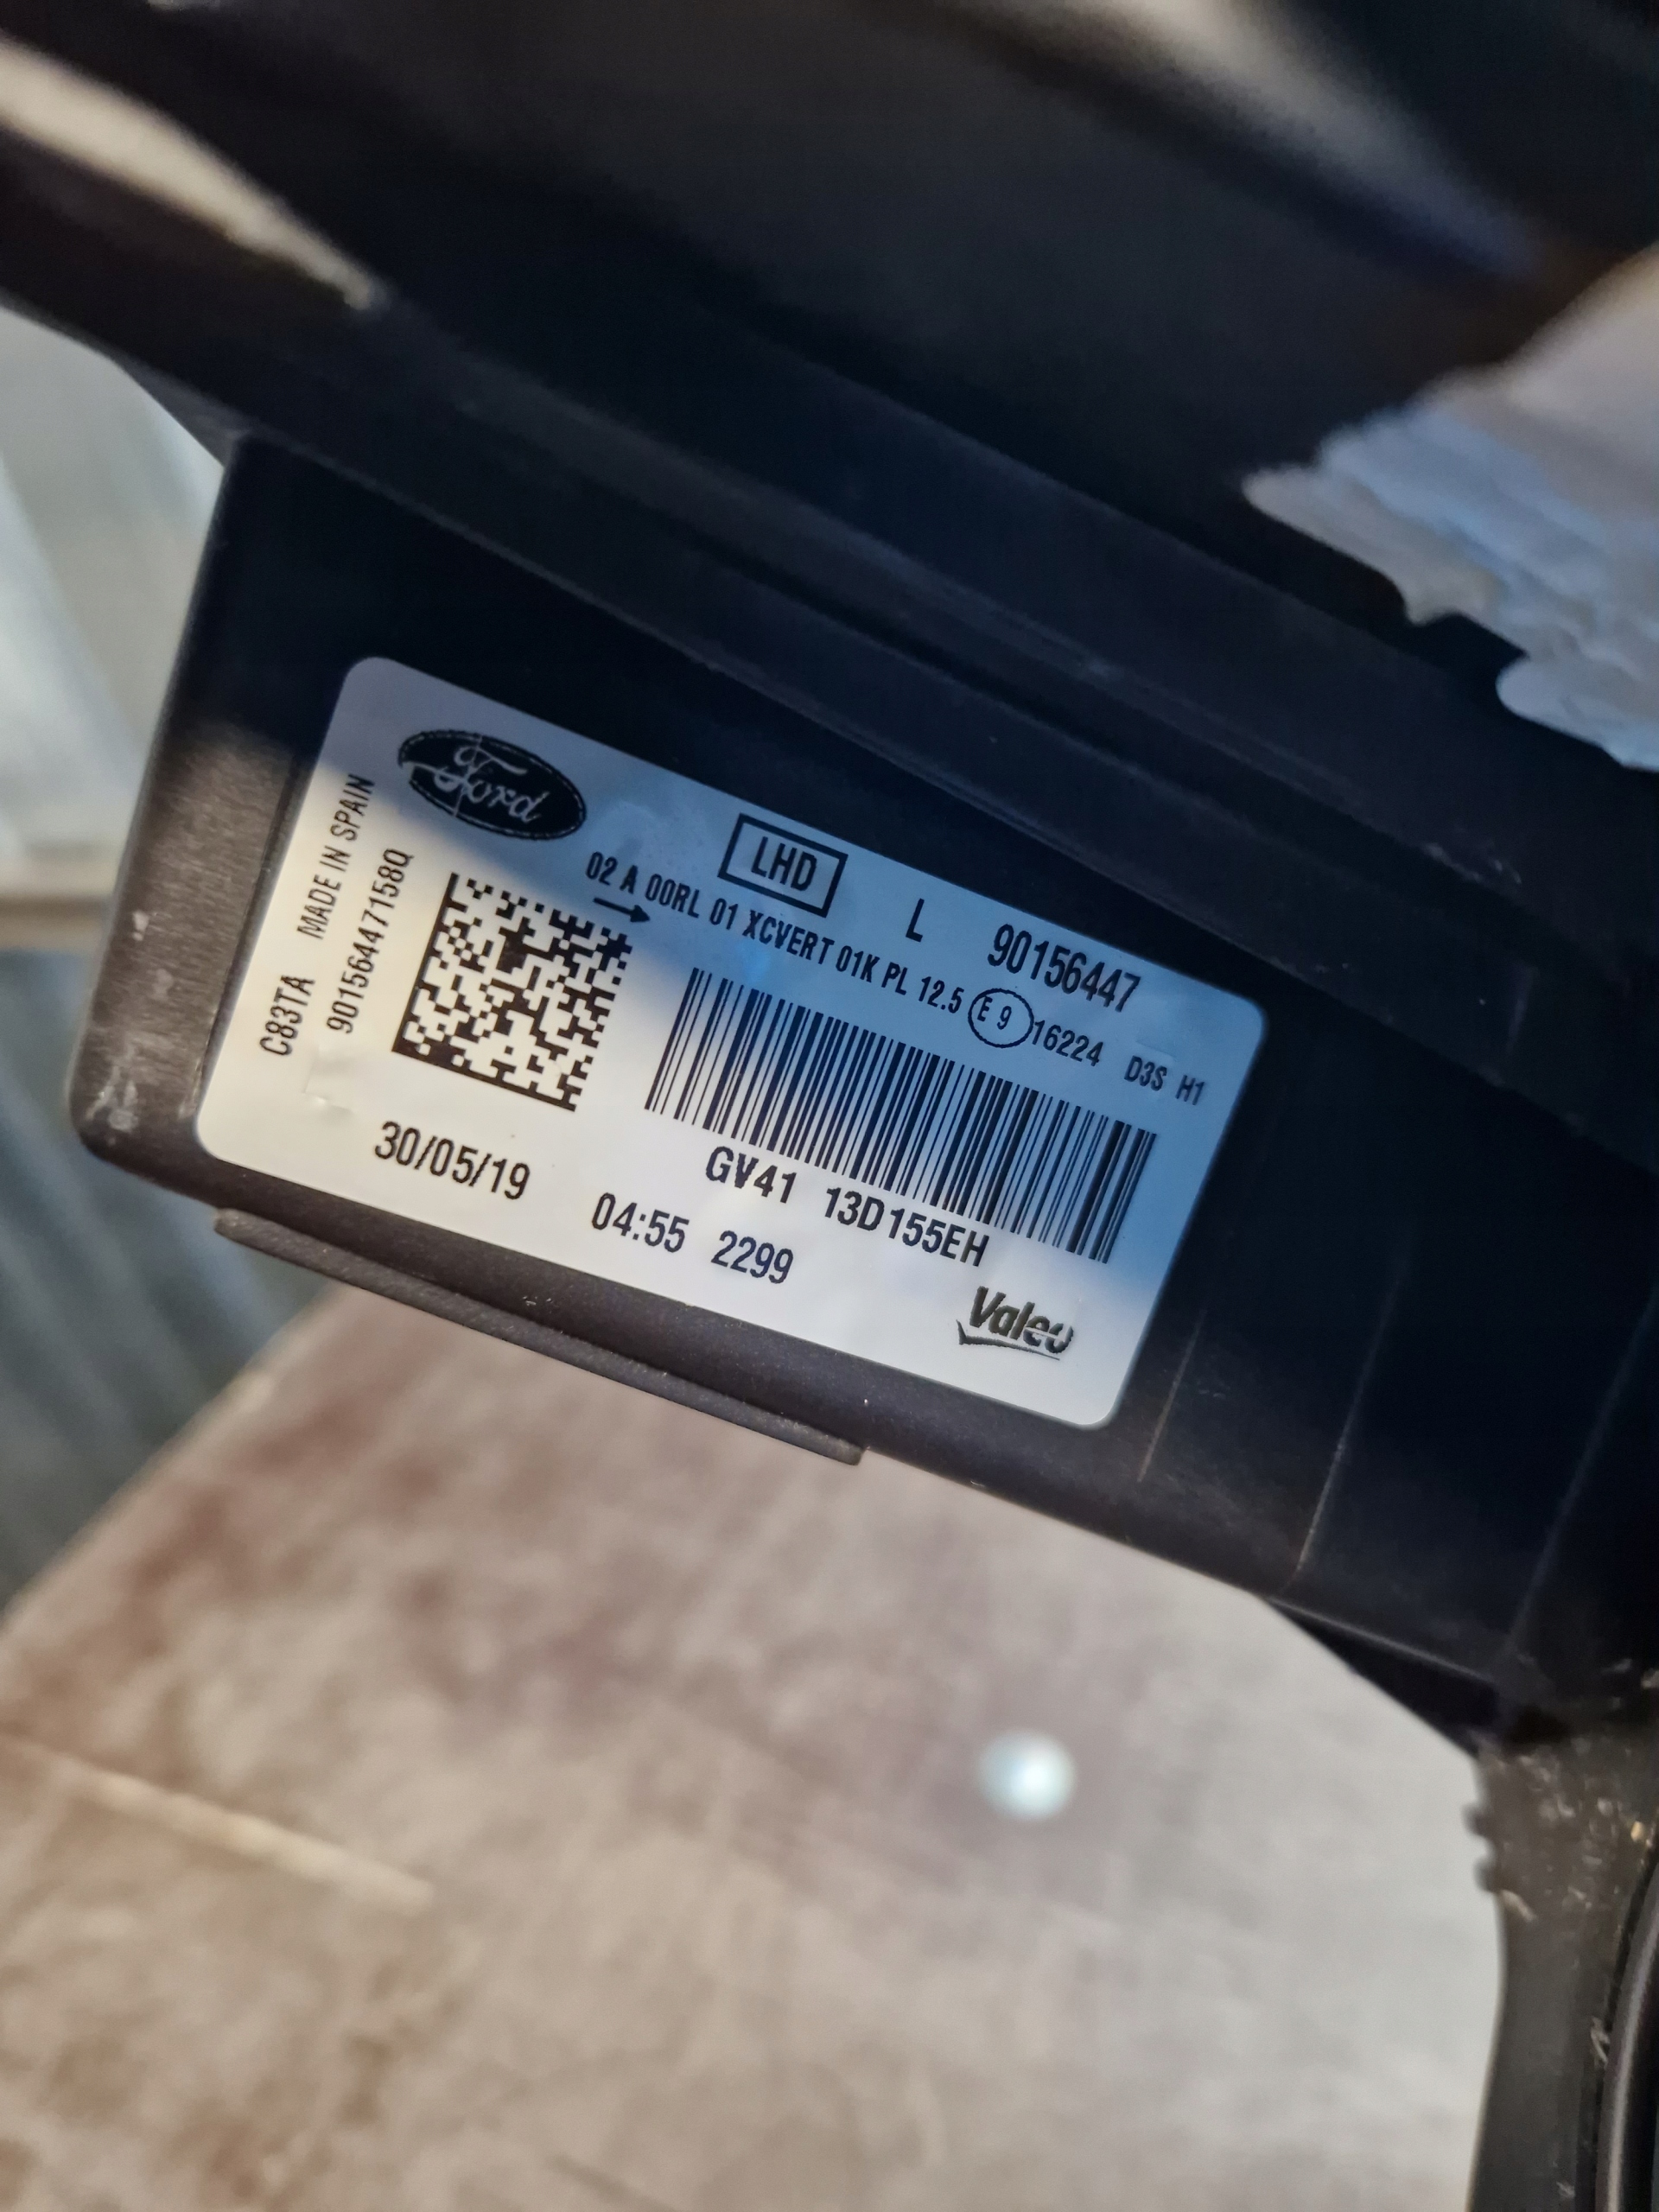 Ford
LHD
L 90156447
02 A 00RL 01 XCVERT 01K PL 12.5 E 9 16224 D3S H1
C83TA MADE IN SPAIN
90156447158Q
GV41 13D155EH
30/05/19 04:55 2299
Valeo